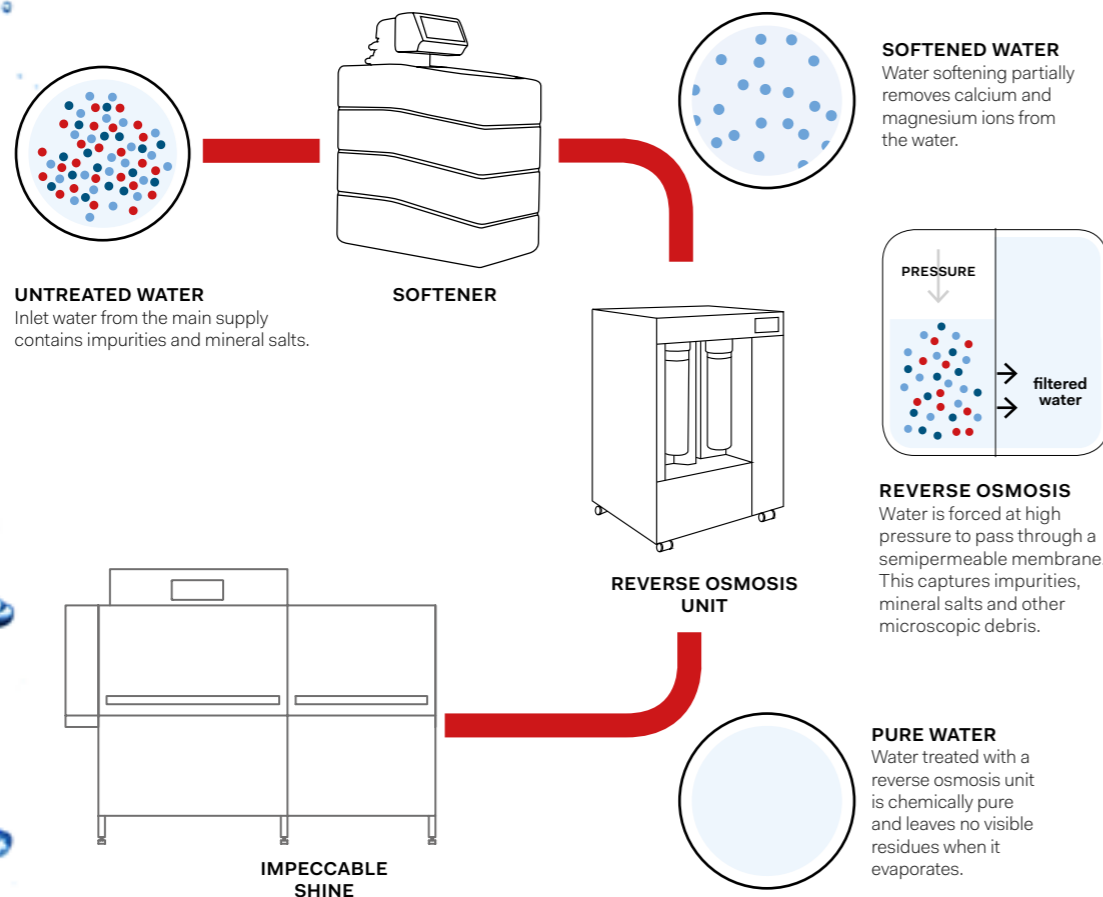 UNTREATED WATER
Inlet water from the main supply
contains impurities and mineral salts.
SOFTENER
SOFTENED WATER
Water softening partially
removes calcium and
magnesium ions from
the water.
PRESSURE
filtered
water
REVERSE OSMOSIS
Water is forced at high
pressure to pass through a
semipermeable membrane
This captures impurities,
mineral salts and other
microscopic debris.
REVERSE OSMOSIS
UNIT
PURE WATER
Water treated with a
reverse osmosis unit
is chemically pure
and leaves no visible
residues when it
evaporates.
IMPECCABLE
SHINE